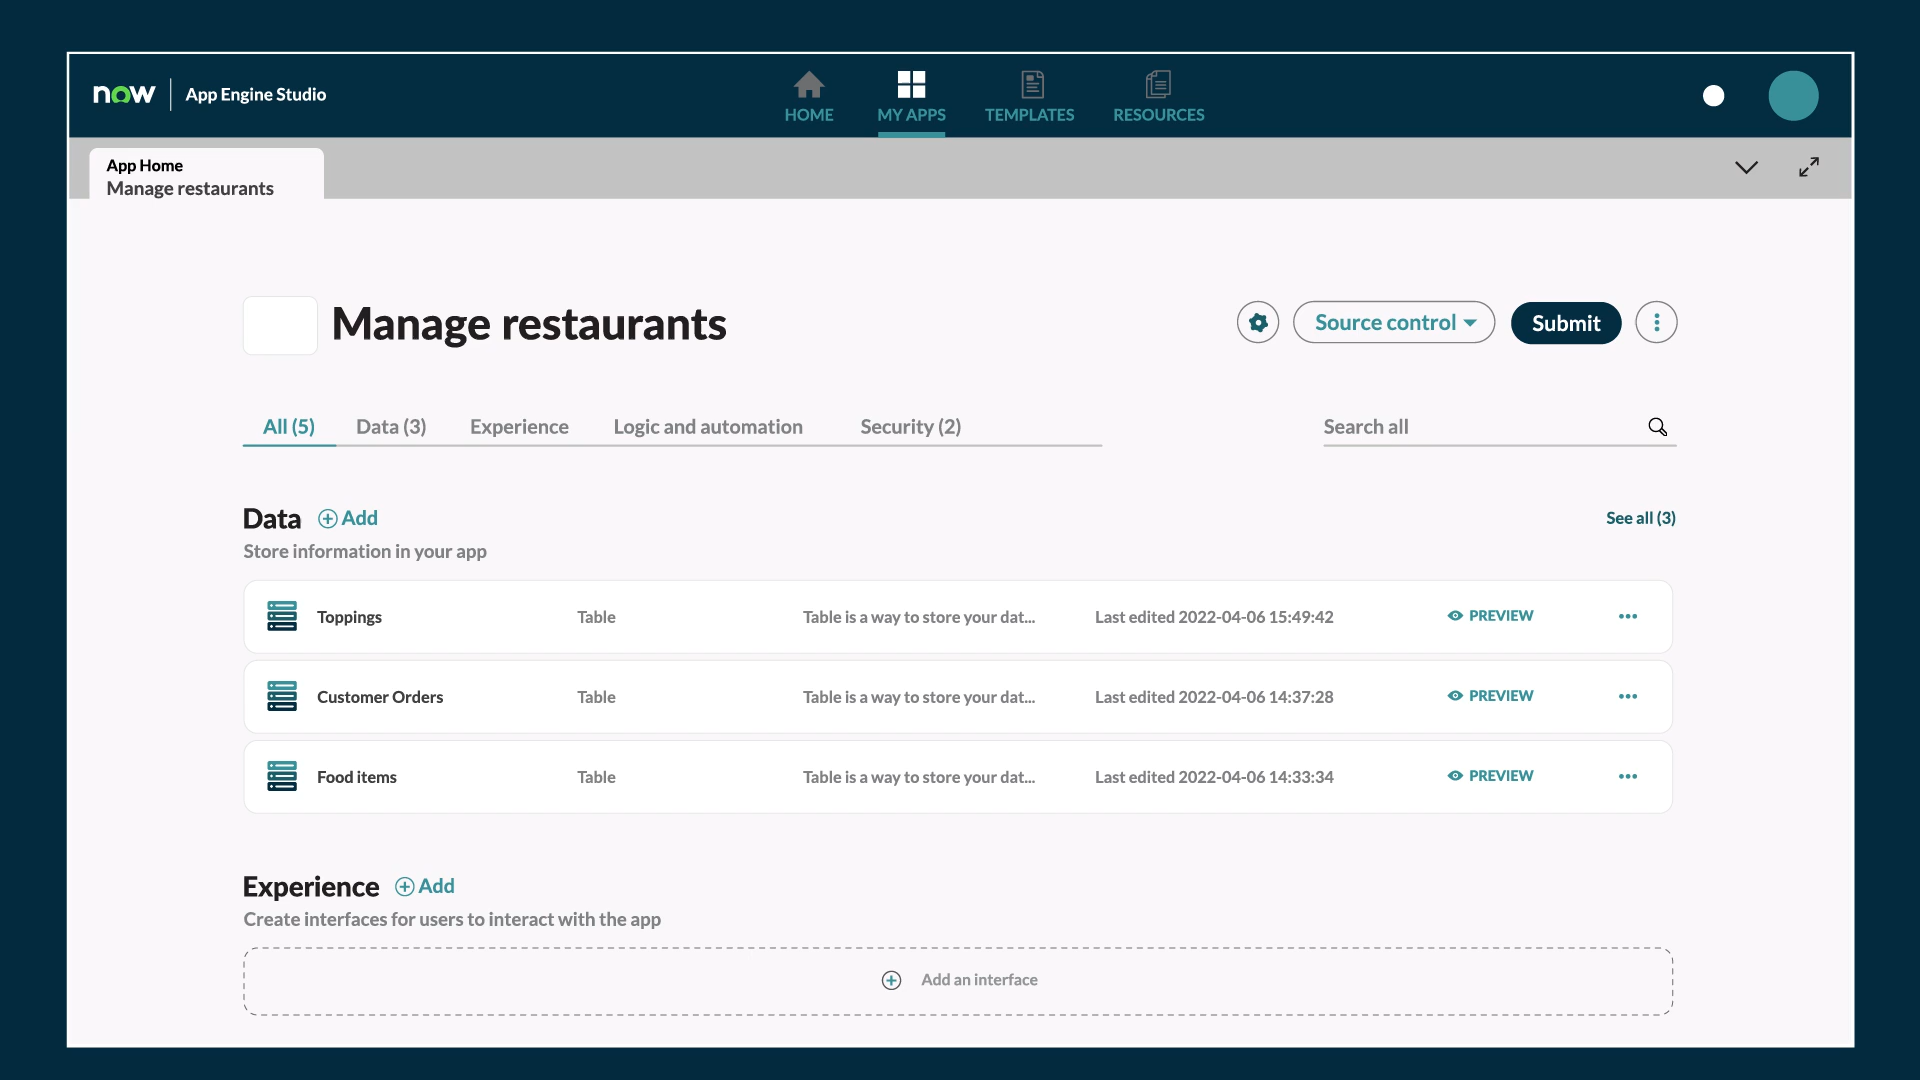 now App Engine Studio
HOME MY APPS TEMPLATES RESOURCES
App Home
Manage restaurants
Manage restaurants
Source control Submit
All (5) Data (3) Experience Logic and automation Security (2) Search all
Data Add See all (3)
Store information in your app
Toppings Table Table is a way to store your dat... Last edited 2022-04-06 15:49:42 PREVIEW
Customer Orders Table Table is a way to store your dat... Last edited 2022-04-06 14:37:28 PREVIEW
Food items Table Table is a way to store your dat... Last edited 2022-04-06 14:33:34 PREVIEW
Experience Add
Create interfaces for users to interact with the app
Add an interface